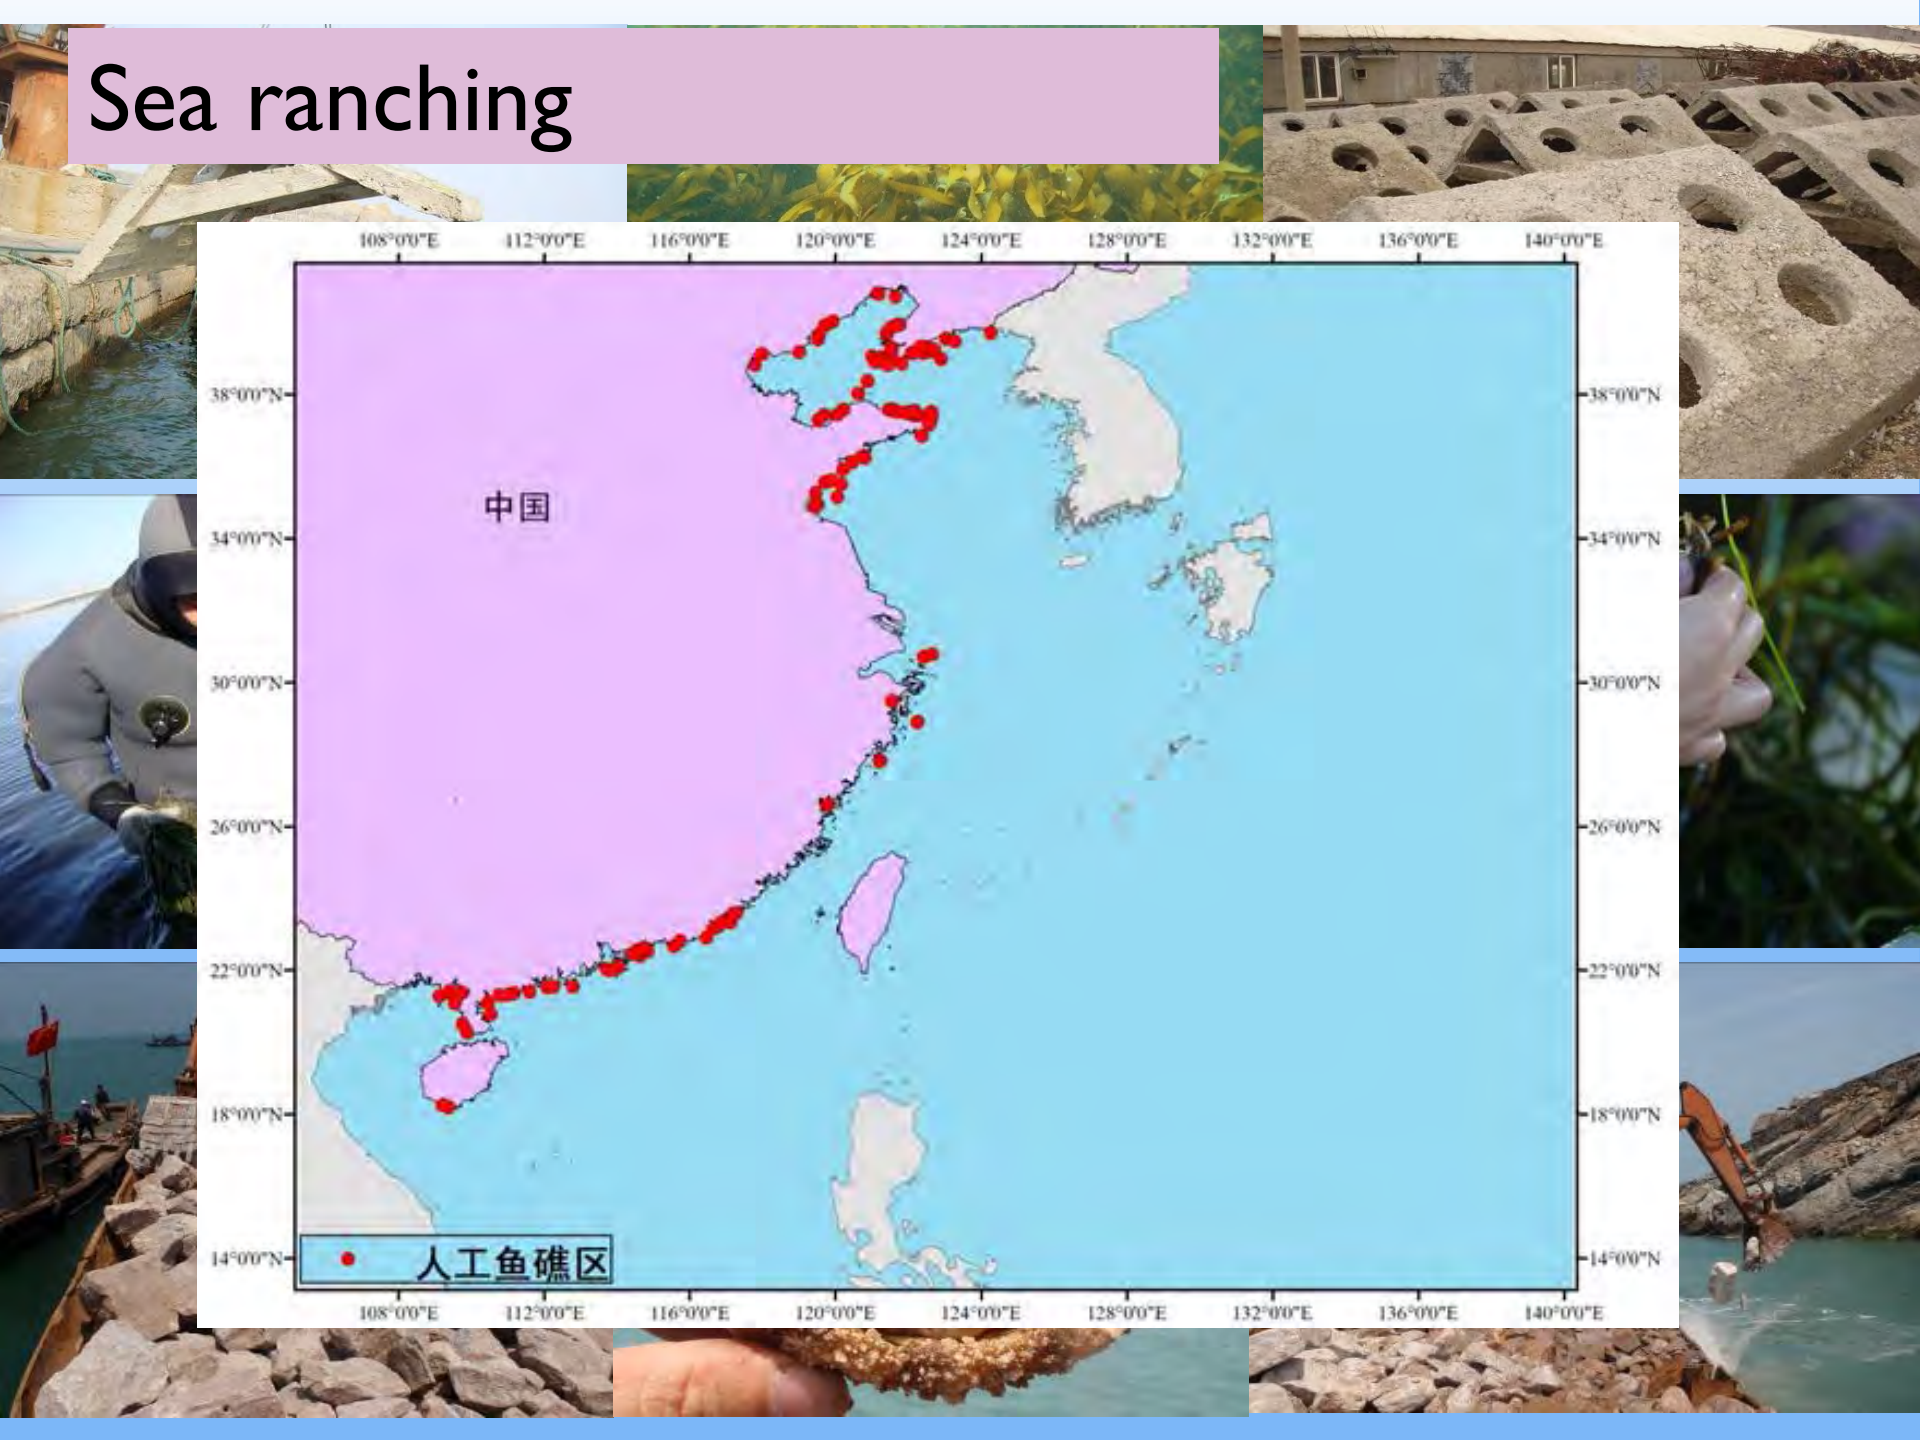 Sea ranching
108°0'0"E 112°0'0"E 116°0'0"E 120°0'0"E 124°0'0"E 128°0'0"E 132°0'0"E 136°0'0"E 140°0'0"E
38°0'0"N 38°0'0"N
中国
34°0'0"N 34°0'0"N
30°0'0"N 30°0'0"N
26°0'0"N 26°0'0"N
22°0'0"N 22°0'0"N
18°0'0"N 18°0'0"N
14°0'0"N 14°0'0"N
人工鱼礁区
108°0'0"E 112°0'0"E 116°0'0"E 120°0'0"E 124°0'0"E 128°0'0"E 132°0'0"E 136°0'0"E 140°0'0"E